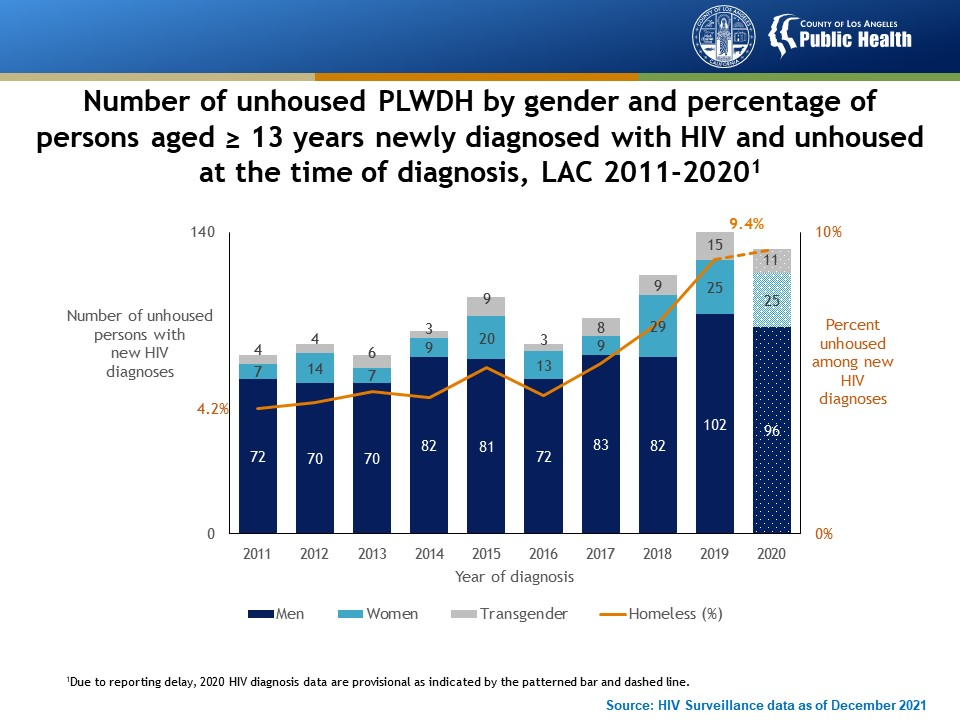 COUNTY OF LOS ANGELES
Public Health
Number of unhoused PLWDH by gender and percentage of
persons aged ≥ 13 years newly diagnosed with HIV and unhoused
at the time of diagnosis, LAC 2011-2020¹
140
0
Number of unhoused
persons with
new HIV
diagnoses
4.2%
9.4%
10%
0%
Percent
unhoused
among new
HIV
diagnoses
4
7
72
4
14
70
6
7
70
3
9
82
9
20
81
3
13
72
8
9
83
9
29
82
15
25
102
11
25
96
2011 2012 2013 2014 2015 2016 2017 2018 2019 2020
Year of diagnosis
Men Women Transgender Homeless (%)
¹Due to reporting delay, 2020 HIV diagnosis data are provisional as indicated by the patterned bar and dashed line.
Source: HIV Surveillance data as of December 2021